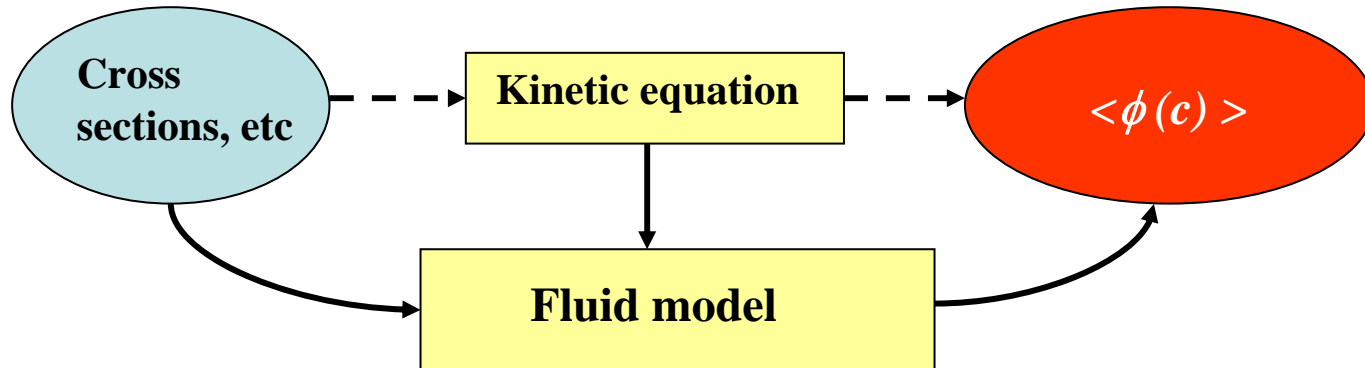 Cross
sections, etc
Kinetic equation
<ϕ (c) >
Fluid model